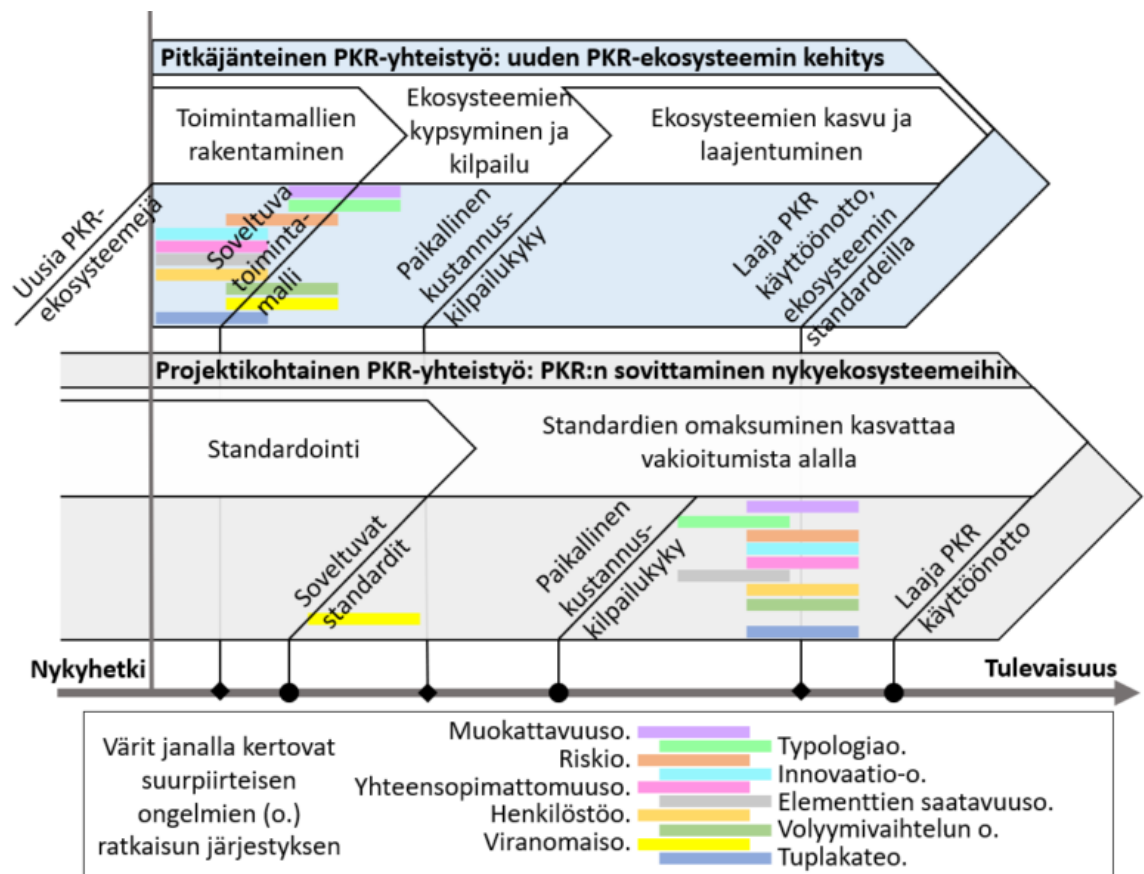 Pitkäjänteinen PKR-yhteistyö: uuden PKR-ekosysteemin kehitys
Toimintamallien
rakentaminen
Ekosysteemien
kypsyminen ja
kilpailu
Ekosysteemien kasvu ja
laajentuminen
Uusia PKR-
ekosysteemejä
Soveltuva
toiminta-
malli
Paikallinen
kustannus-
kilpailukyky
Laaja PKR
käyttöönotto,
ekosysteemin
standardeilla
Projektikohtainen PKR-yhteistyö: PKR:n sovittaminen nykyekosysteemeihin
Standardointi
Standardien omaksuminen kasvattaa
vakioitumista alalla
Soveltuvat
standardit
Paikallinen
kustannus-
kilpailukyky
Laaja PKR
käyttöönotto
Nykyhetki
Tulevaisuus
Värit janalla kertovat
suurpiirteisen
ongelmien (o.)
ratkaisun järjestyksen
Muokattavuuso.
Typologiao.
Riskio.
Innovaatio-o.
Yhteensopimattomuuso.
Elementtien saatavuuso.
Henkilöstöo.
Volyymivaihtelun o.
Viranomaiso.
Tuplakateo.